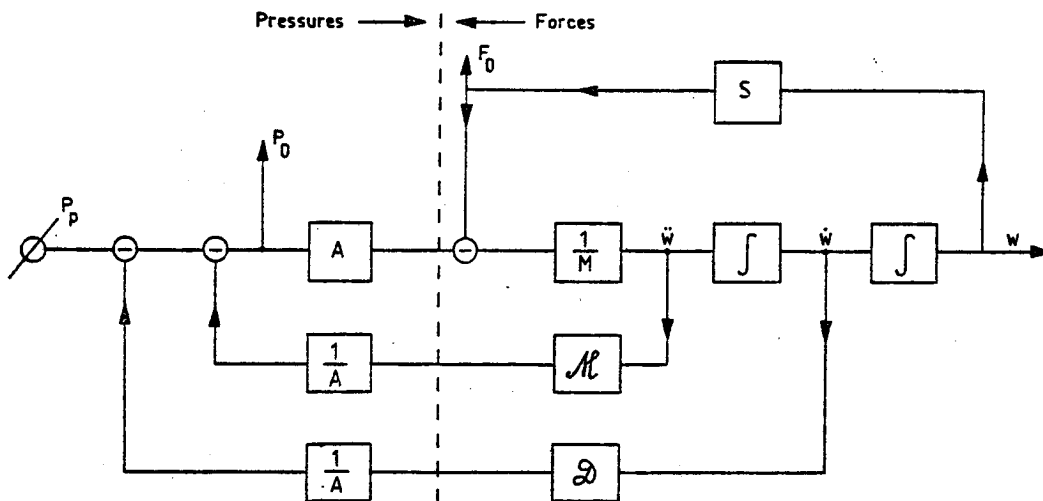 Pressures Forces
F0
S
P0
Pp
A
1/M
ẅ
∫
ẇ
∫
w
1/A
ℳ
1/A
𝒟